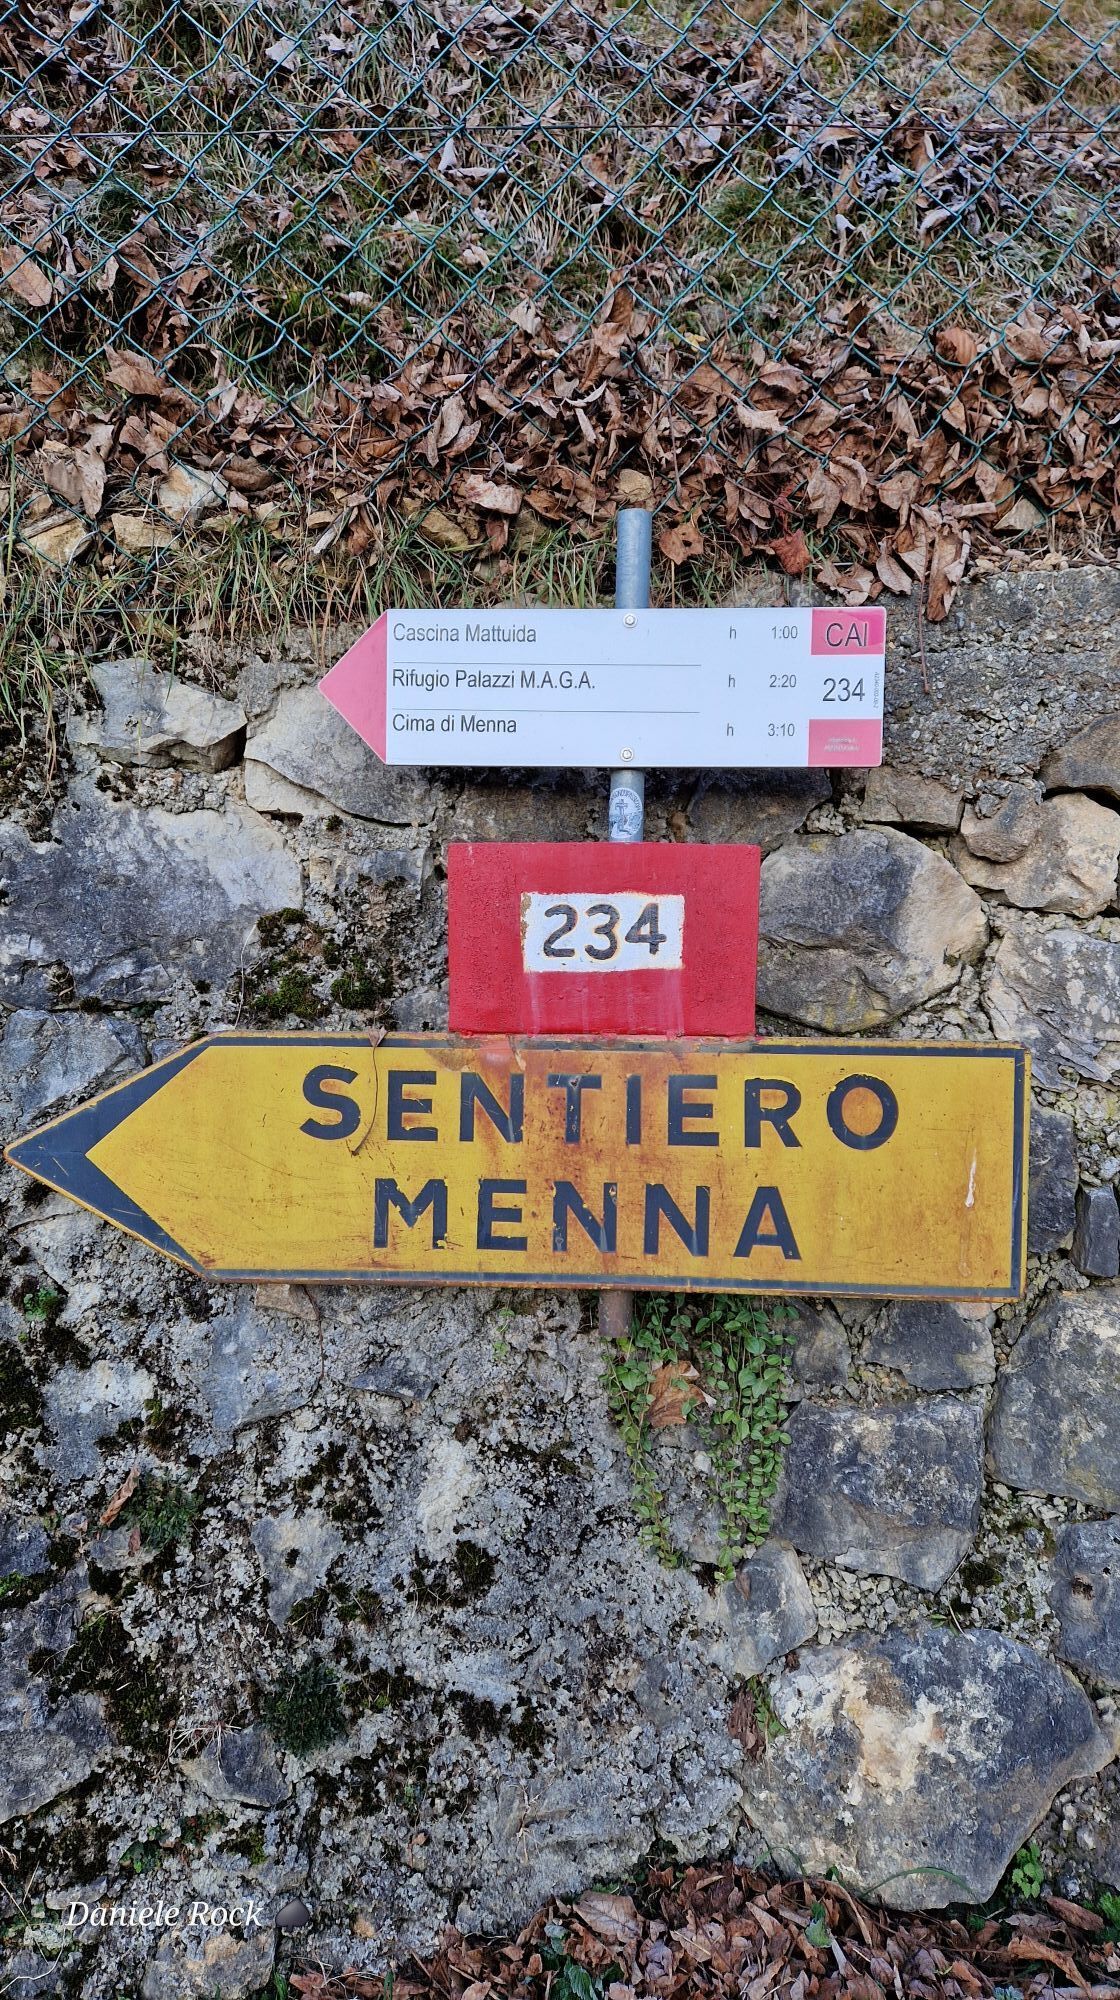 Cascina Mattuida h 1:00 CAI
Rifugio Palazzi M.A.G.A. h 2:20 234
Cima di Menna h 3:10
234
SENTIERO
MENNA
Daniele Rock